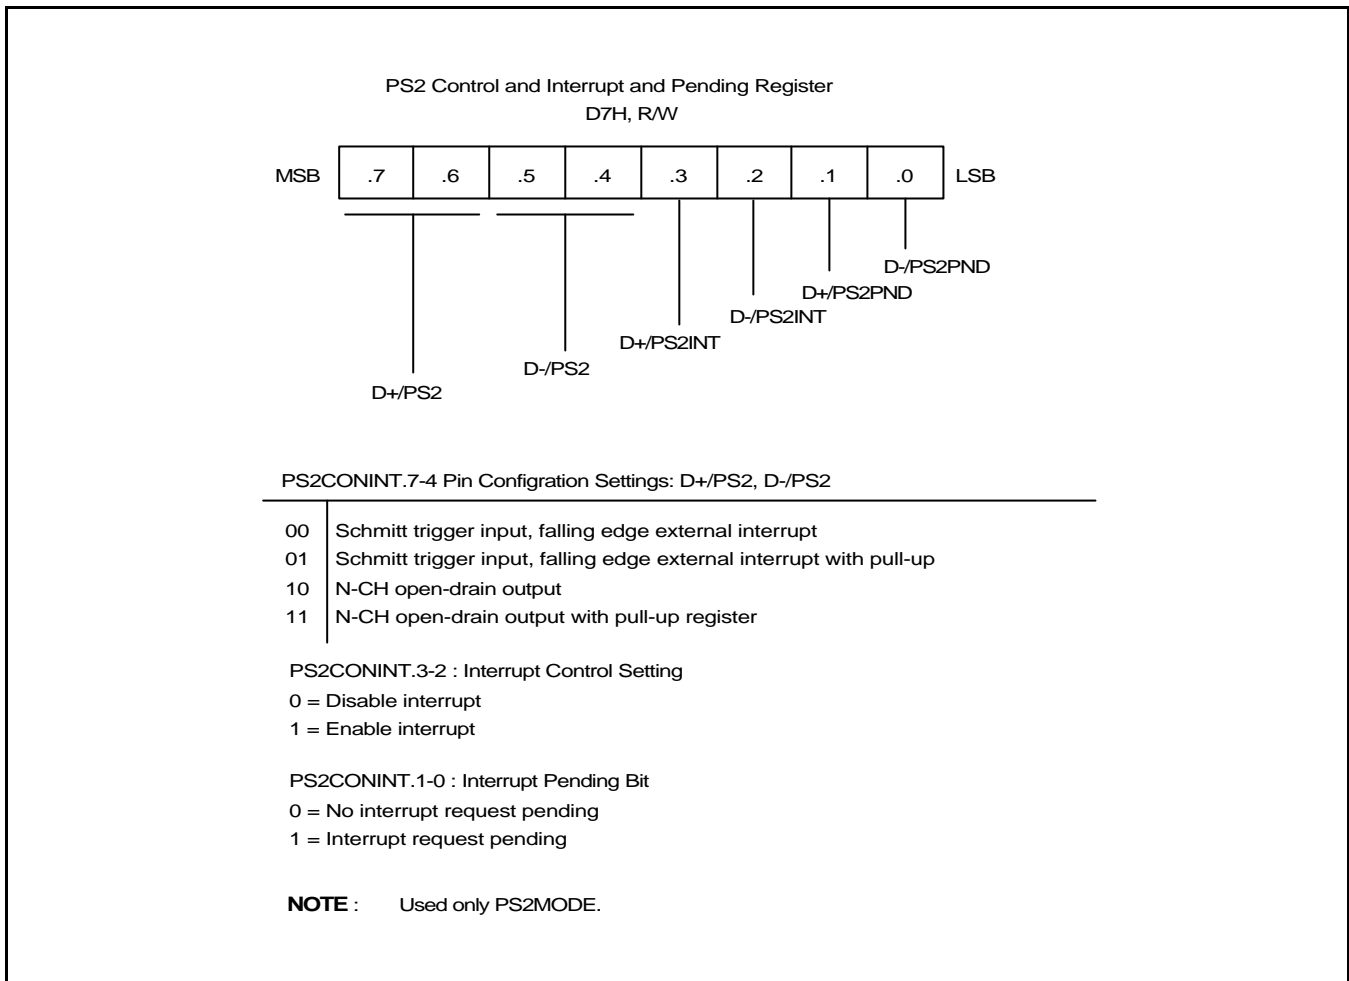 PS2 Control and Interrupt and Pending Register
D7H, R/W
MSB .7 .6 .5 .4 .3 .2 .1 .0 LSB
D-/PS2PND
D+/PS2PND
D-/PS2INT
D+/PS2INT
D-/PS2
D+/PS2
PS2CONINT.7-4 Pin Configration Settings: D+/PS2, D-/PS2
00 Schmitt trigger input, falling edge external interrupt
01 Schmitt trigger input, falling edge external interrupt with pull-up
10 N-CH open-drain output
11 N-CH open-drain output with pull-up register
PS2CONINT.3-2 : Interrupt Control Setting
0 = Disable interrupt
1 = Enable interrupt
PS2CONINT.1-0 : Interrupt Pending Bit
0 = No interrupt request pending
1 = Interrupt request pending
NOTE : Used only PS2MODE.